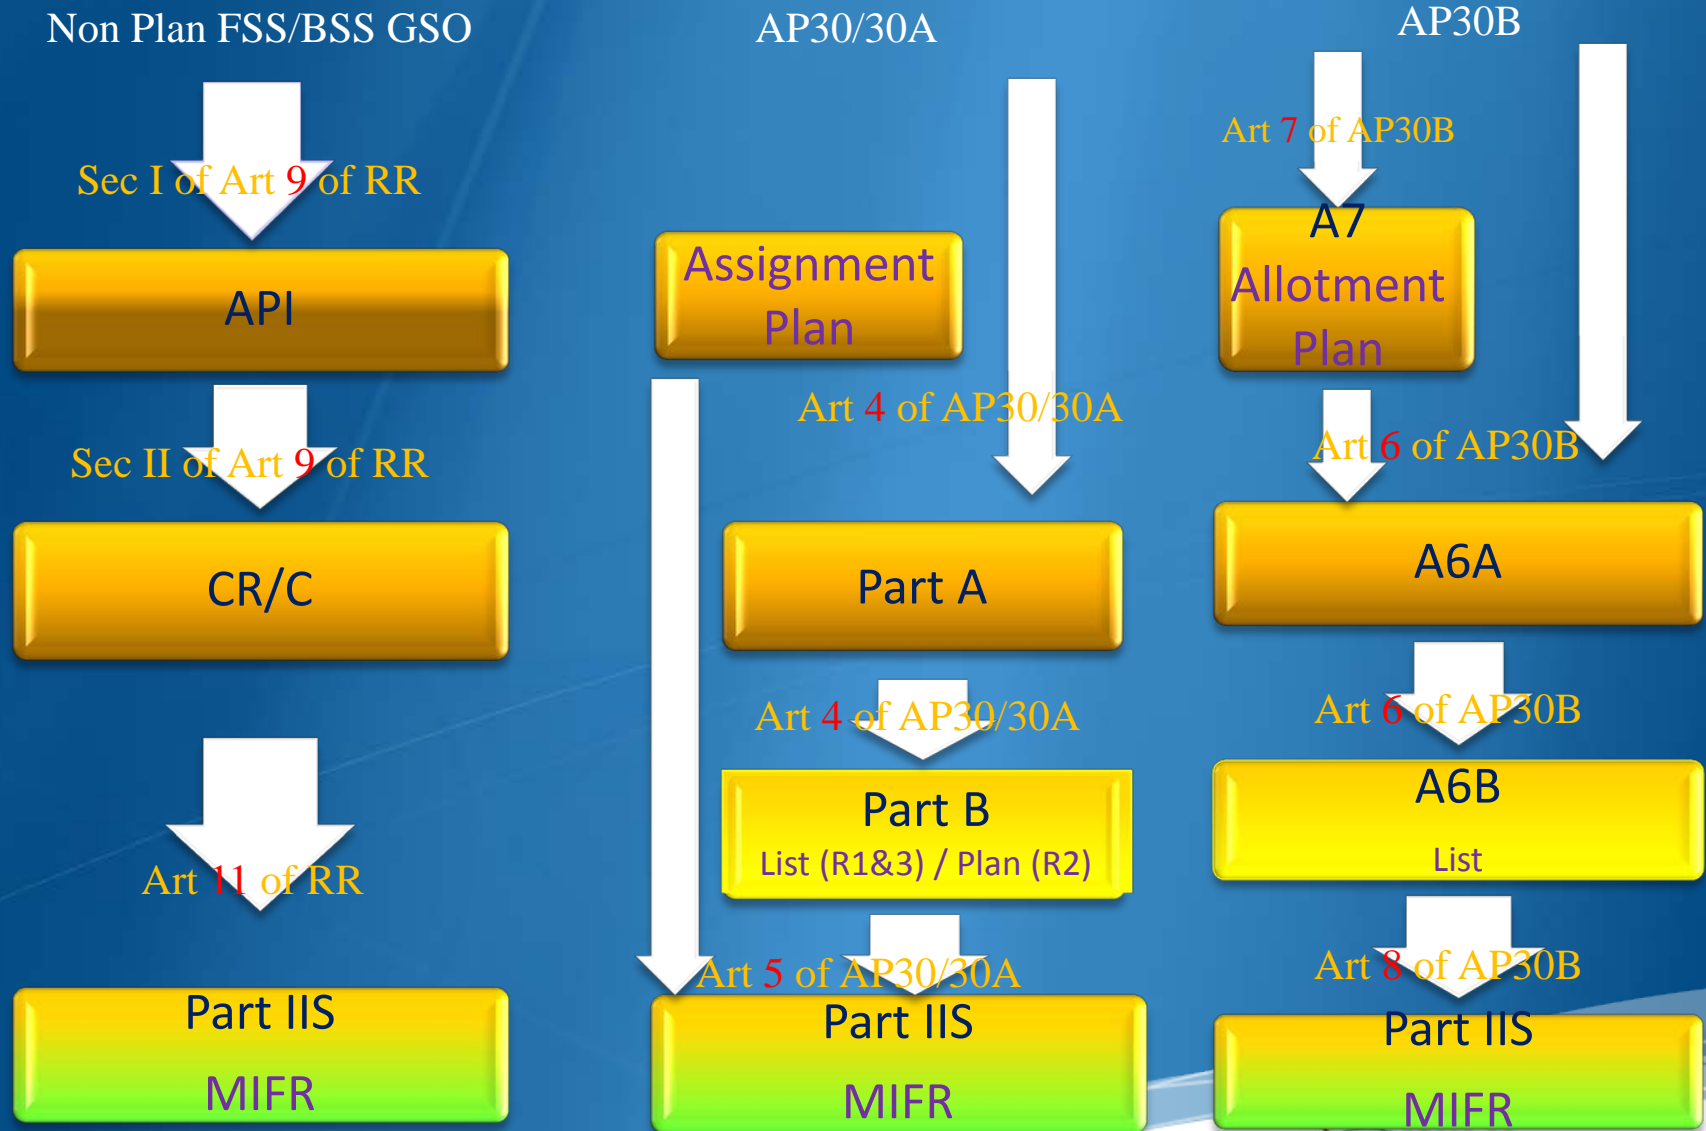 Non Plan FSS/BSS GSO
Sec I of Art 9 of RR
API
Sec II of Art 9 of RR
CR/C
Art 11 of RR
Part IIS
MIFR
AP30/30A
Assignment
Plan
Art 4 of AP30/30A
Part A
Art 4 of AP30/30A
Part B
List (R1&3) / Plan (R2)
Art 5 of AP30/30A
Part IIS
MIFR
AP30B
Art 7 of AP30B
A7
Allotment
Plan
Art 6 of AP30B
A6A
Art 6 of AP30B
A6B
List
Art 8 of AP30B
Part IIS
MIFR